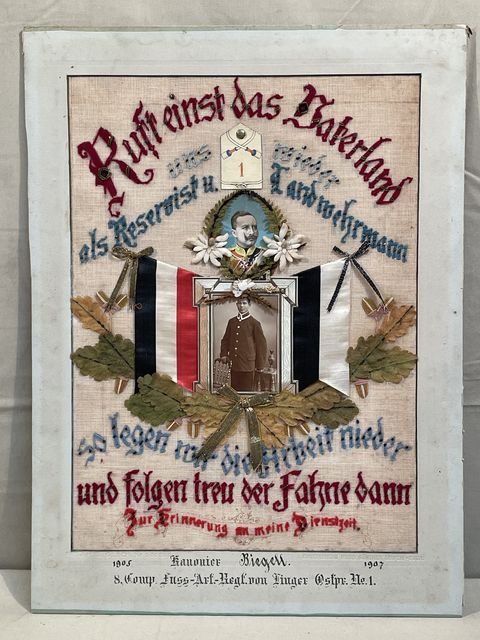 Ruft einst das Vaterland
uns wieder
1
als Reservist u. Landwehrmann
so legen wir die Arbeit nieder
und folgen treu der Fahne dann
Zur Erinnerung an meine Dienstzeit.
1905 Kanonier Biegell. 1907
8. Comp. Fuss-Art-Regt. von Linger Ostpr. No. 1.